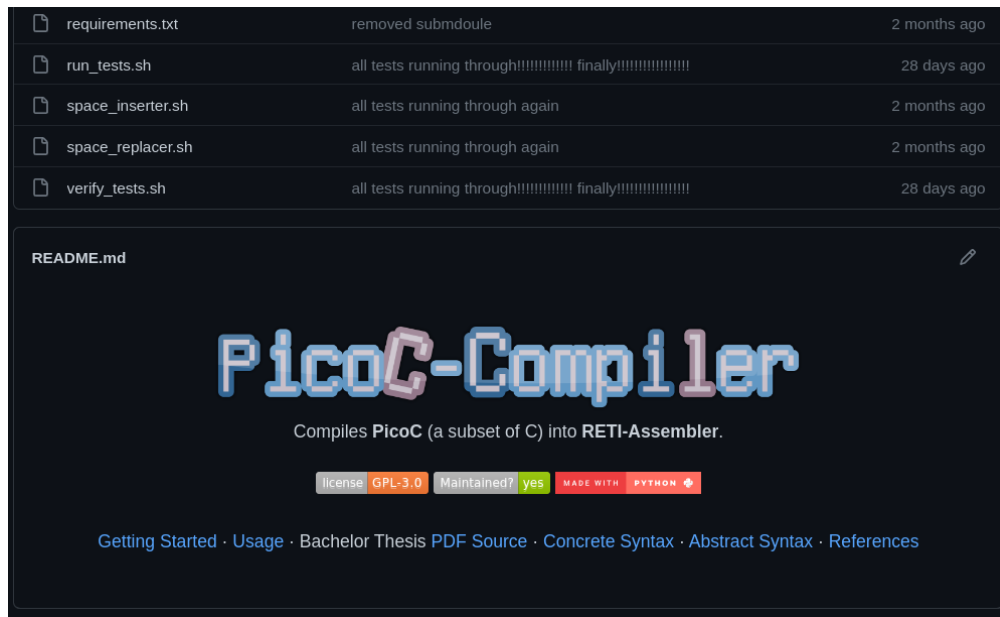 requirements.txt removed submdoule 2 months ago
run_tests.sh all tests running through!!!!!!!!!!!!! finally!!!!!!!!!!!!!!!!! 28 days ago
space_inserter.sh all tests running through again 2 months ago
space_replacer.sh all tests running through again 2 months ago
verify_tests.sh all tests running through!!!!!!!!!!!!! finally!!!!!!!!!!!!!!!!! 28 days ago
README.md
PicoC-Compiler
Compiles PicoC (a subset of C) into RETI-Assembler.
license GPL-3.0 Maintained? yes MADE WITH PYTHON
Getting Started · Usage · Bachelor Thesis PDF Source · Concrete Syntax · Abstract Syntax · References